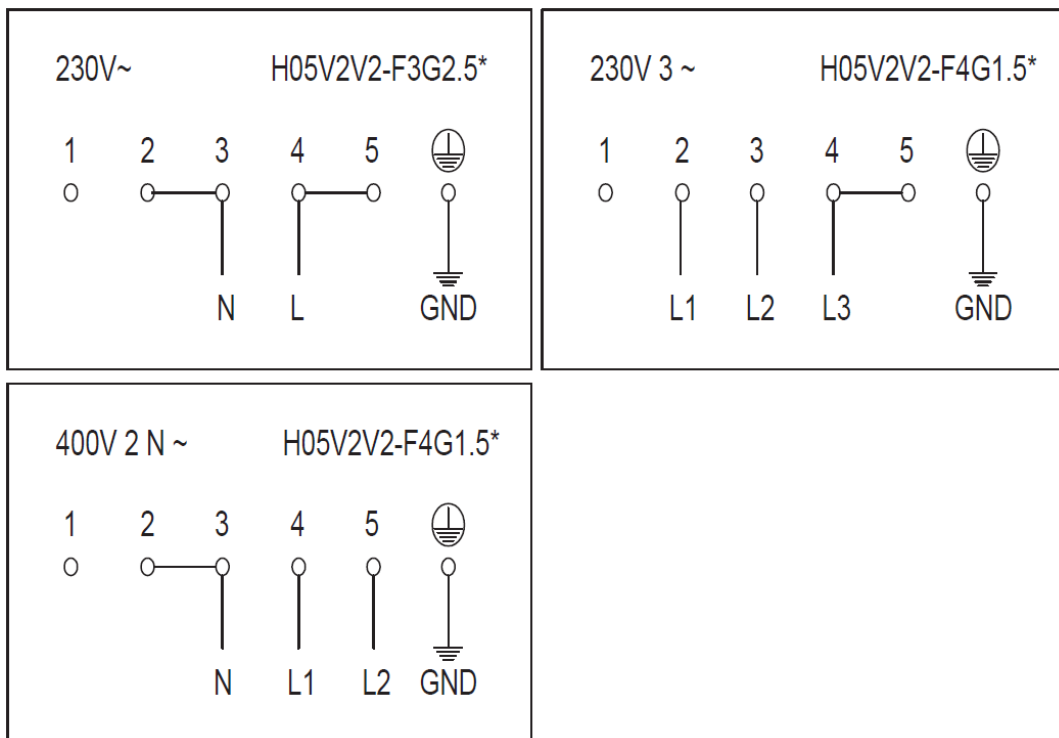 230V~ H05V2V2-F3G2.5*
1 2 3 4 5
N L GND
230V 3 ~ H05V2V2-F4G1.5*
1 2 3 4 5
L1 L2 L3 GND
400V 2 N ~ H05V2V2-F4G1.5*
1 2 3 4 5
N L1 L2 GND